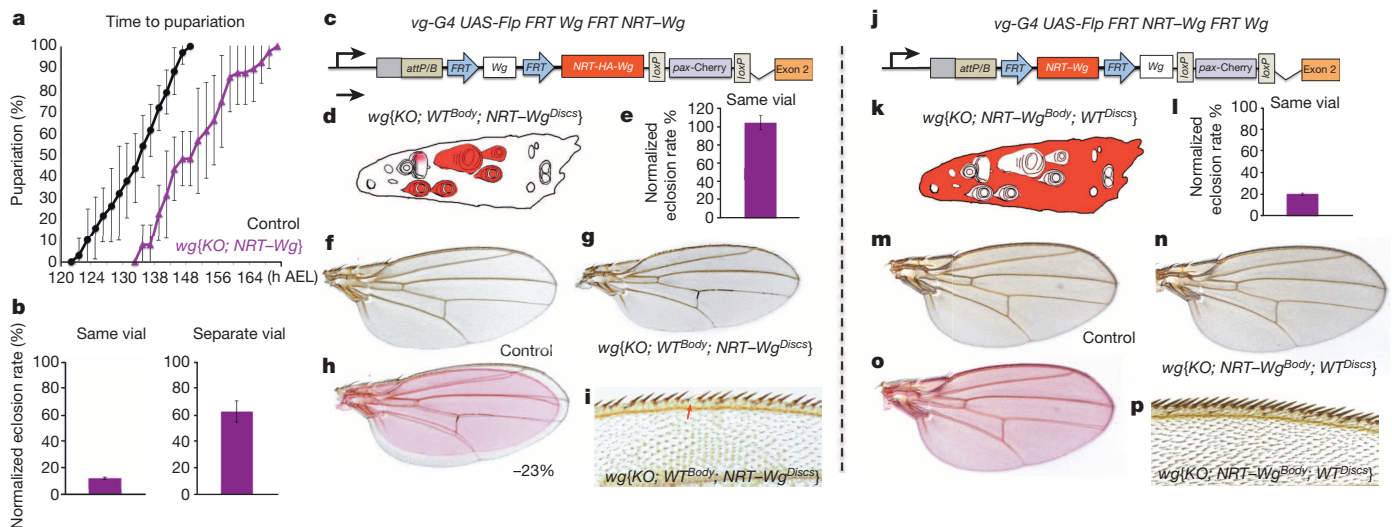 a
Time to pupariation
Pupariation (%)
100
90
80
70
60
50
40
30
20
10
0
120 124 130 138 148 156 164 (h AEL)
Control
wg{KO; NRT–Wg}
b
Normalized eclosion rate (%)
Same vial
100
80
60
40
20
0
Separate vial
100
80
60
40
20
0
c
vg-G4 UAS-Flp FRT Wg FRT NRT–Wg
attP/B FRT Wg FRT NRT-HA-Wg loxP pax-Cherry loxP Exon 2
d
wg{KO; WT^Body; NRT–Wg^Discs}
e
Same vial
Normalized
eclosion rate %
120
100
80
60
40
20
0
f
Control
g
wg{KO; WT^Body; NRT–Wg^Discs}
h
–23%
i
wg{KO; WT^Body; NRT–Wg^Discs}
j
vg-G4 UAS-Flp FRT NRT–Wg FRT Wg
attP/B FRT NRT–Wg FRT Wg loxP pax-Cherry loxP Exon 2
k
wg{KO; NRT–Wg^Body; WT^Discs}
l
Same vial
Normalized
eclosion rate %
100
80
60
40
20
0
m
Control
n
wg{KO; NRT–Wg^Body; WT^Discs}
o
p
wg{KO; NRT–Wg^Body; WT^Discs}